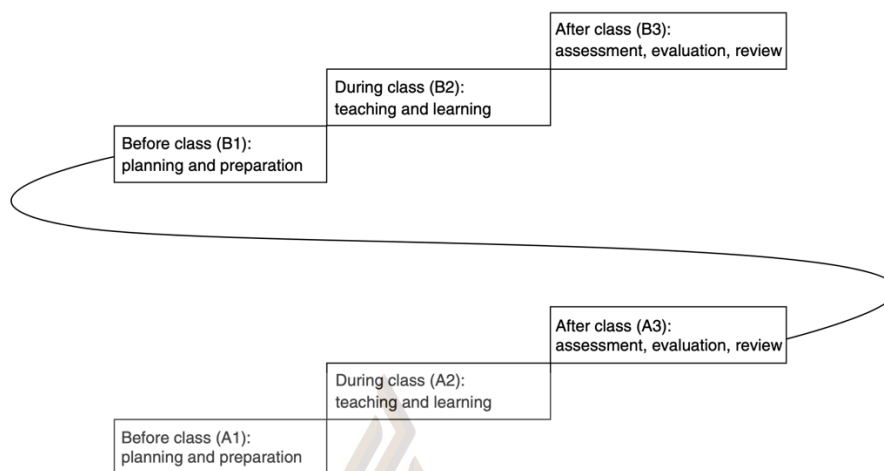 After class (B3):
assessment, evaluation, review
During class (B2):
teaching and learning
Before class (B1):
planning and preparation
After class (A3):
assessment, evaluation, review
During class (A2):
teaching and learning
Before class (A1):
planning and preparation